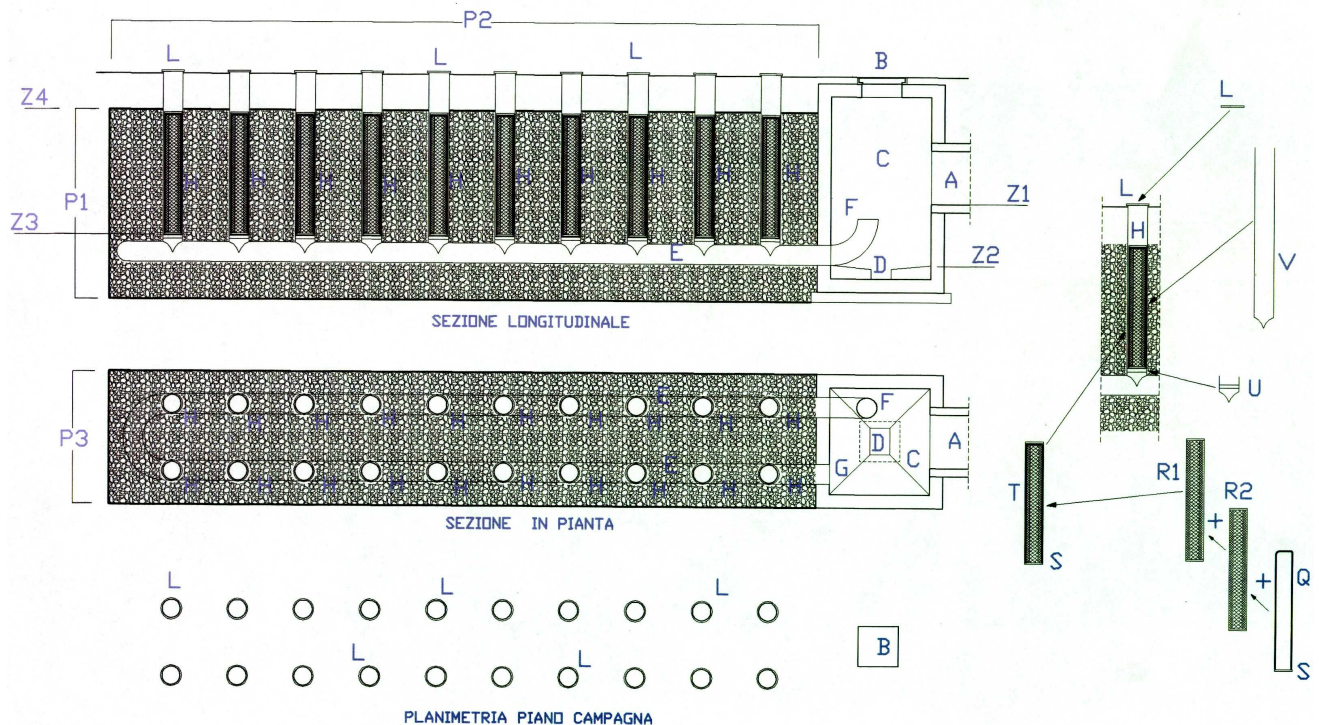 P2
L L L B
Z4
L
C
H H H H H H H H H H
A
P1
L
Z1
F
H
Z3
E
Z2
D
V
SEZIONE LONGITUDINALE
U
E F
H H H H H H H H H H
P3
D A
C
E G
R1
H H H H H H H H H H
T
R2
SEZIONE IN PIANTA
+
S
+ Q
L L L
B
L L
S
PLANIMETRIA PIANO CAMPAGNA